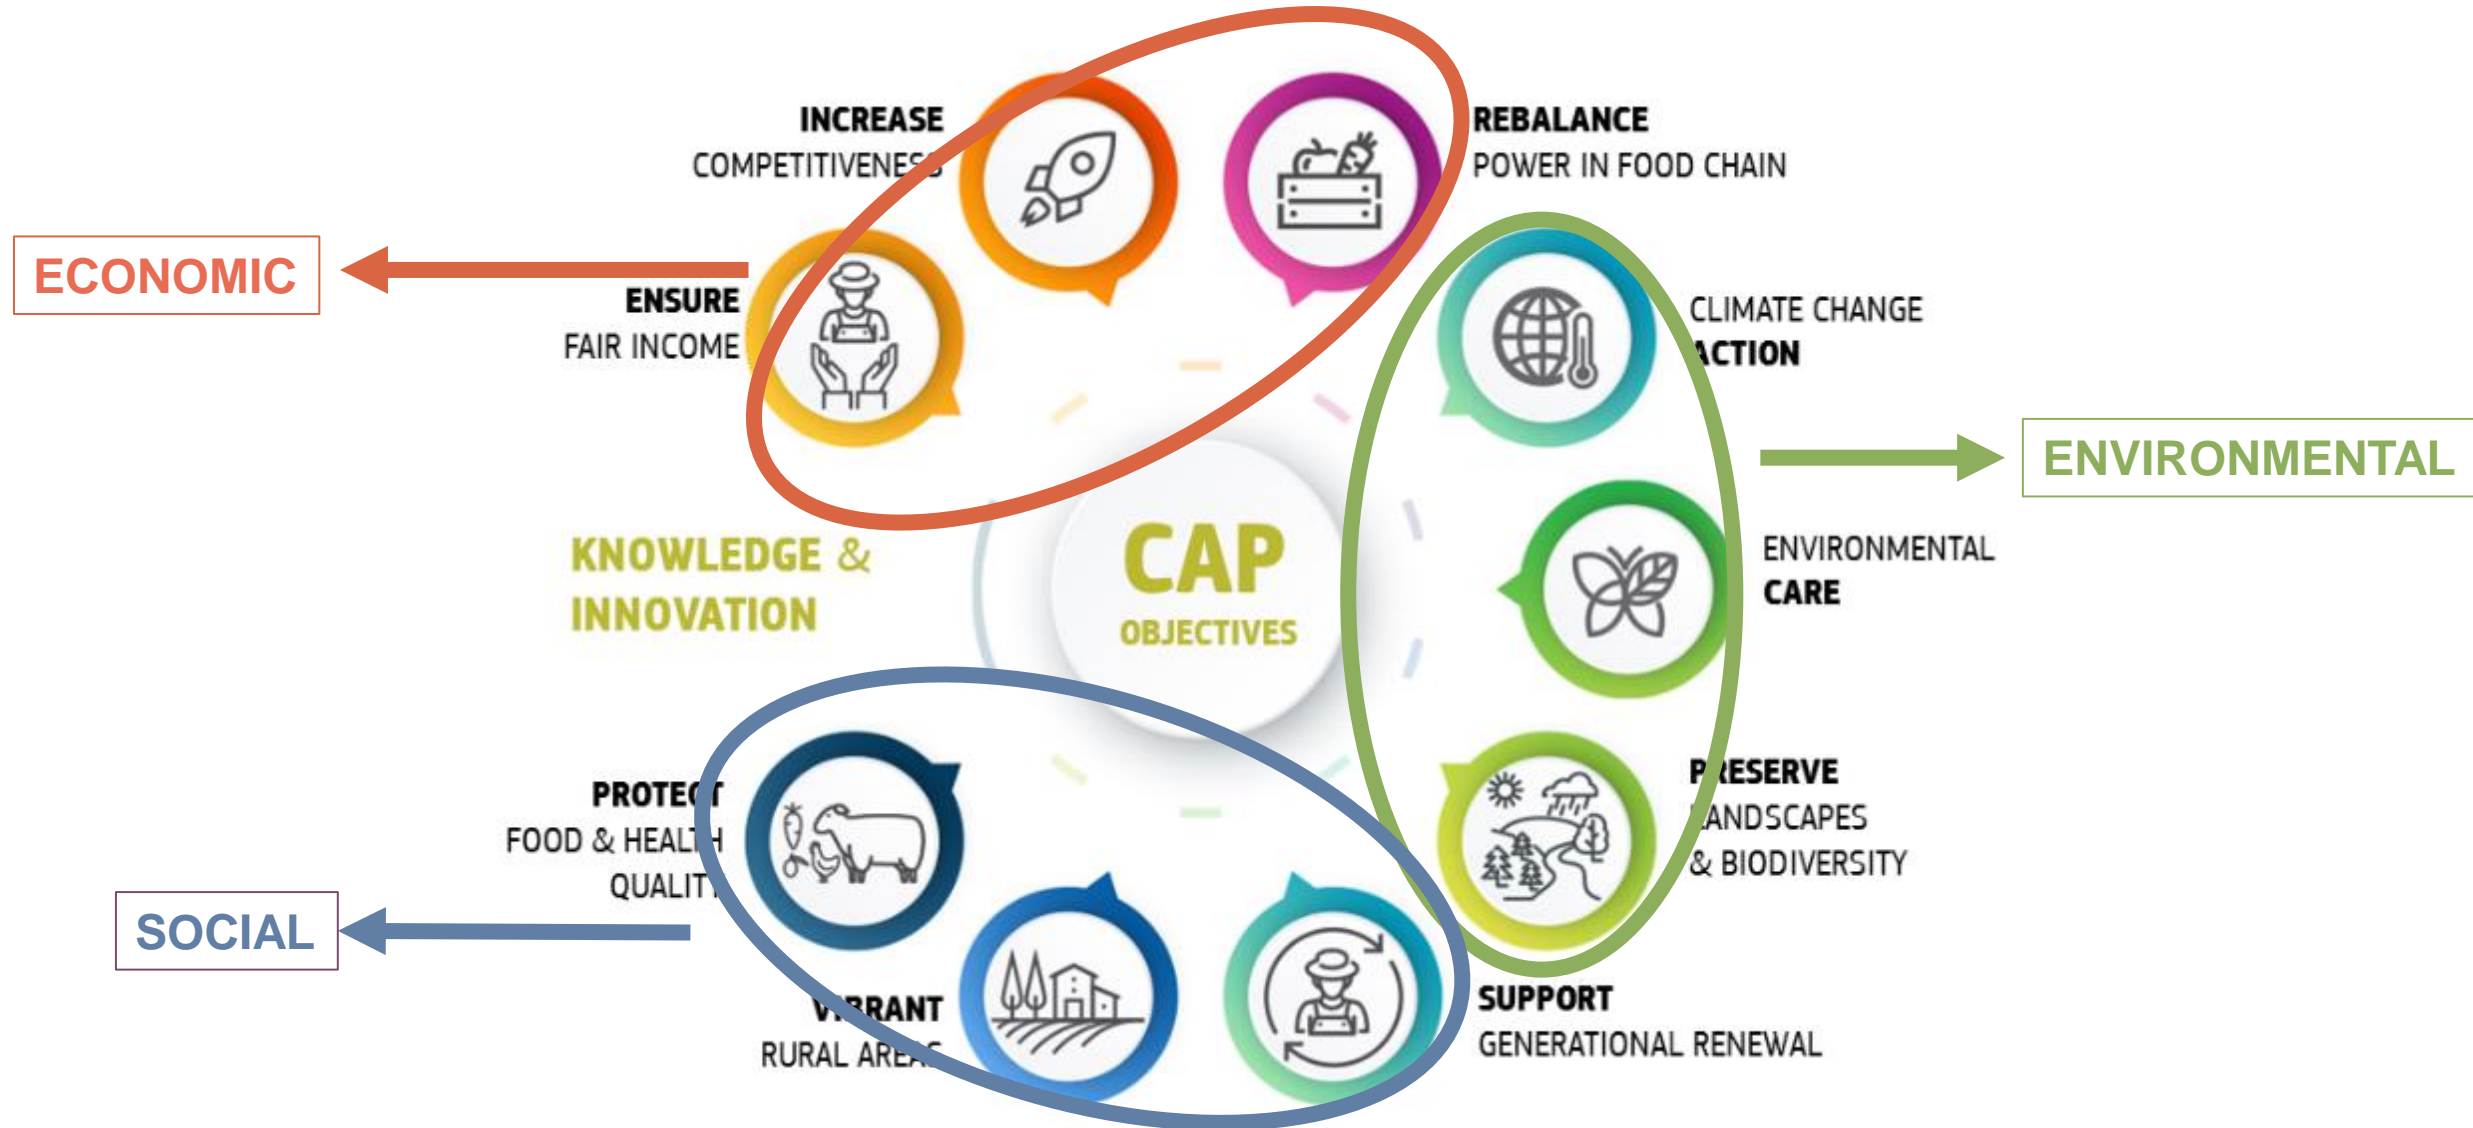 INCREASE
COMPETITIVENESS
REBALANCE
POWER IN FOOD CHAIN
ECONOMIC
ENSURE
FAIR INCOME
CLIMATE CHANGE
ACTION
ENVIRONMENTAL
KNOWLEDGE &
INNOVATION
CAP
OBJECTIVES
ENVIRONMENTAL
CARE
PROTECT
FOOD & HEALTH
QUALITY
PRESERVE
LANDSCAPES
& BIODIVERSITY
SOCIAL
VIBRANT
RURAL AREAS
SUPPORT
GENERATIONAL RENEWAL